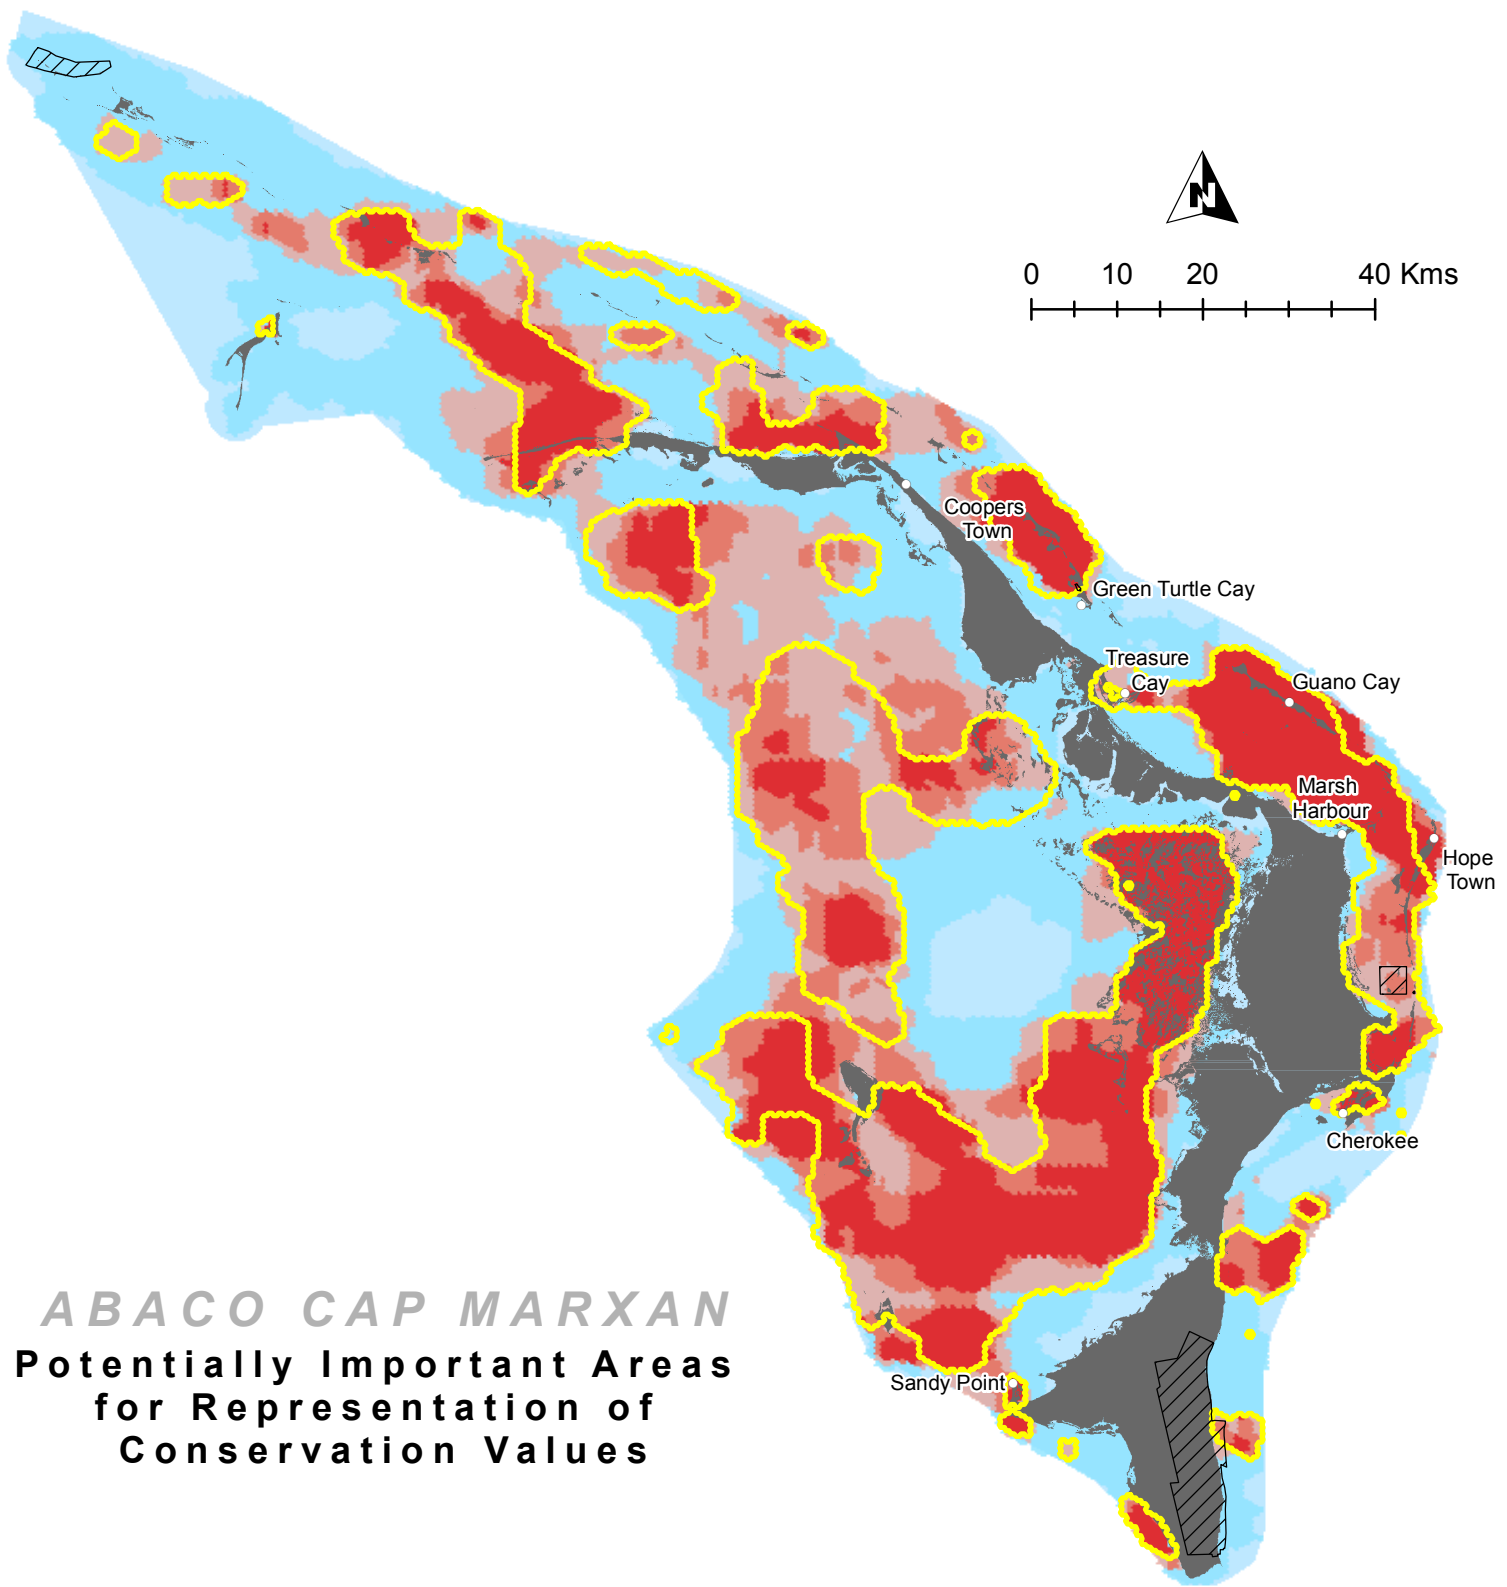 N
0 10 20 40 Kms
Coopers
Town
Green Turtle Cay
Treasure
Cay
Guano Cay
Marsh
Harbour
Hope
Town
Cherokee
Sandy Point
ABACO CAP MARXAN
Potentially Important Areas
for Representation of
Conservation Values